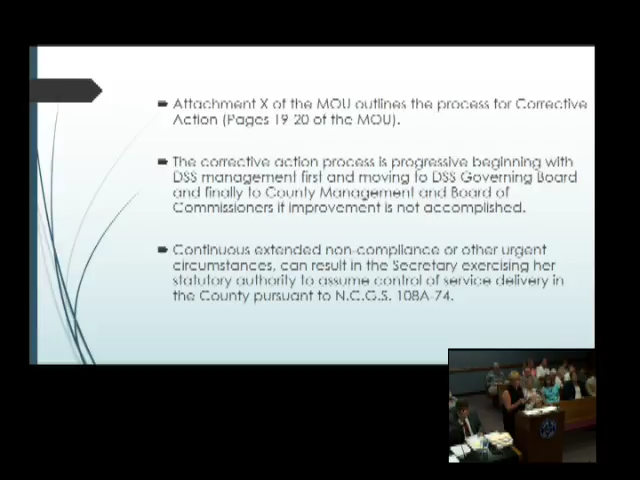 Attachment X of the MOU outlines the process for Corrective
Action (Pages 19-20 of the MOU).
The corrective action process is progressive beginning with
DSS management first and moving to DSS Governing Board
and finally to County Management and Board of
Commissioners if improvement is not accomplished.
Continuous extended non-compliance or other urgent
circumstances, can result in the Secretary exercising her
statutory authority to assume control of service delivery in
the County pursuant to N.C.G.S. 108A-74.